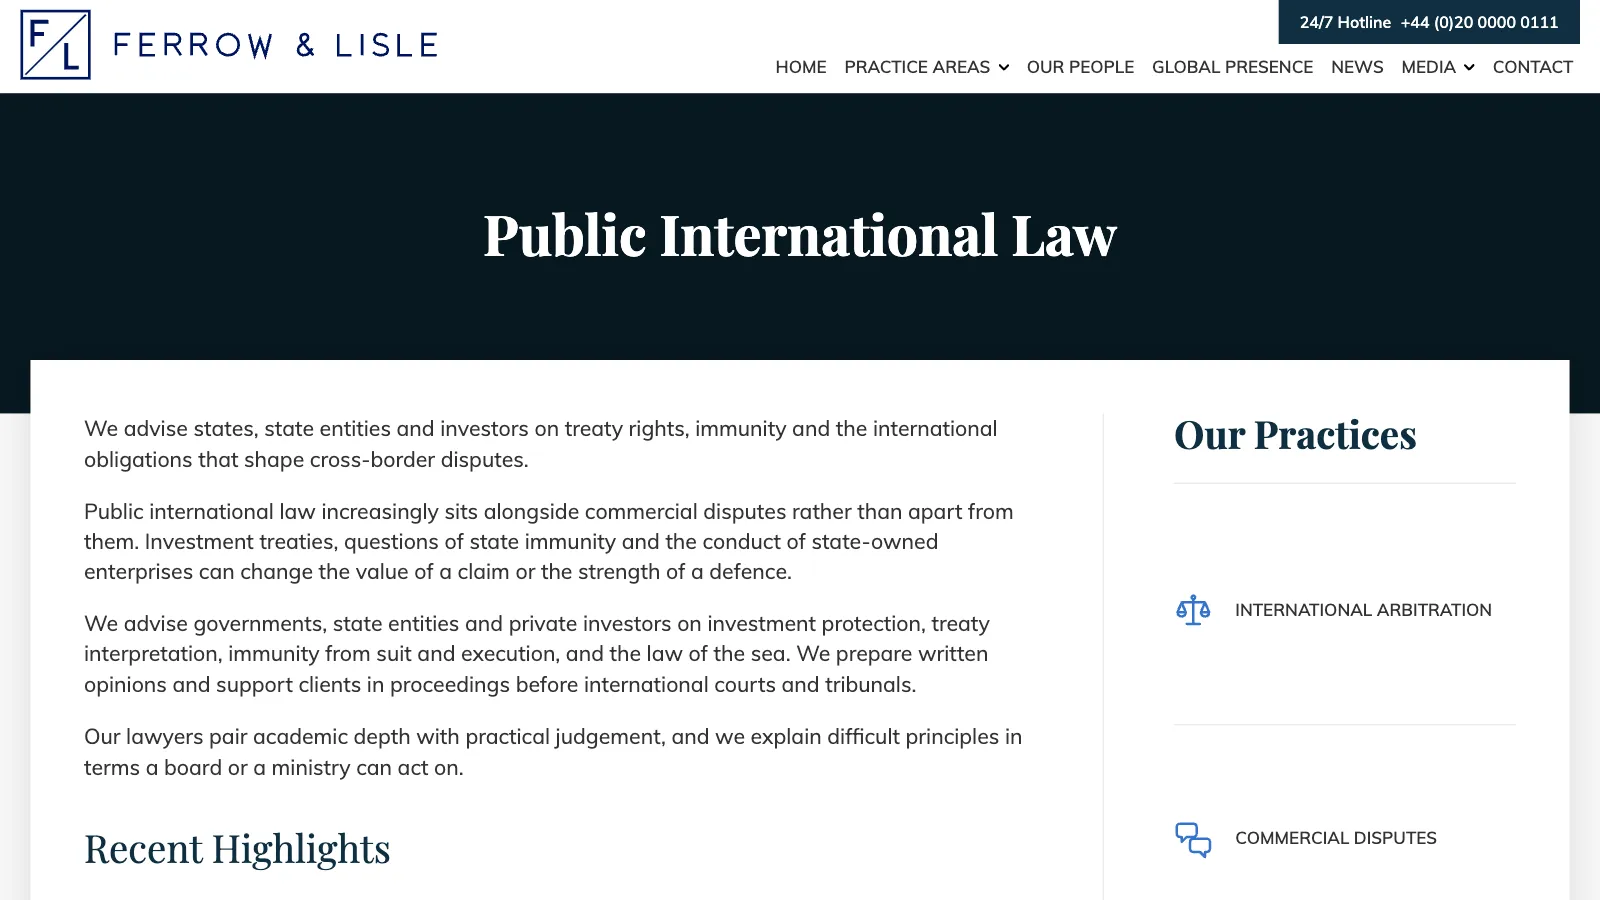 F
L
FERROW & LISLE
24/7 Hotline +44 (0)20 0000 0111
HOME PRACTICE AREAS OUR PEOPLE GLOBAL PRESENCE NEWS MEDIA CONTACT
Public International Law
We advise states, state entities and investors on treaty rights, immunity and the international
obligations that shape cross-border disputes.
Public international law increasingly sits alongside commercial disputes rather than apart from
them. Investment treaties, questions of state immunity and the conduct of state-owned
enterprises can change the value of a claim or the strength of a defence.
We advise governments, state entities and private investors on investment protection, treaty
interpretation, immunity from suit and execution, and the law of the sea. We prepare written
opinions and support clients in proceedings before international courts and tribunals.
Our lawyers pair academic depth with practical judgement, and we explain difficult principles in
terms a board or a ministry can act on.
Recent Highlights
Our Practices
INTERNATIONAL ARBITRATION
COMMERCIAL DISPUTES